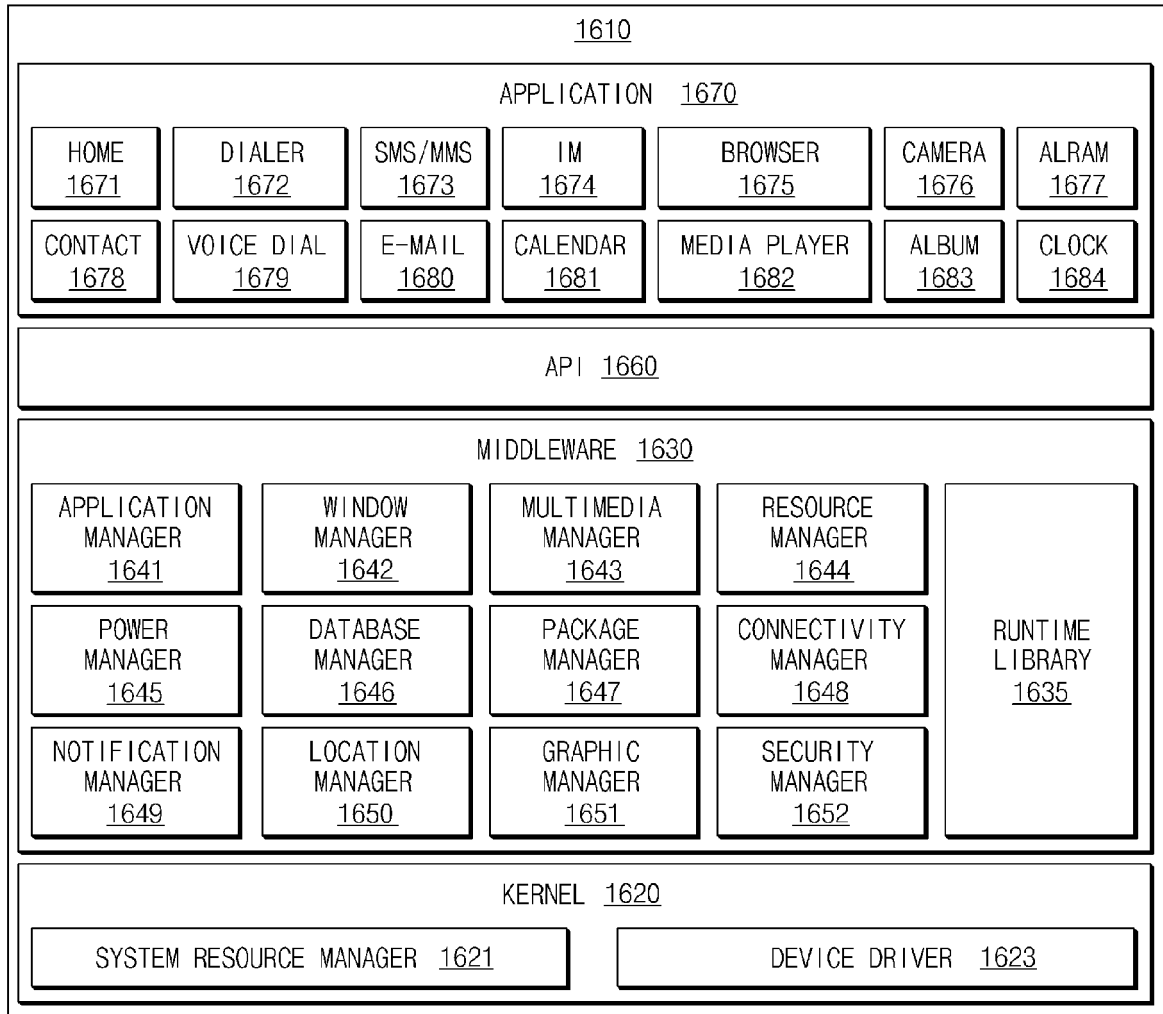 1610
APPLICATION 1670
HOME
1671
DIALER
1672
SMS/MMS
1673
IM
1674
BROWSER
1675
CAMERA
1676
ALRAM
1677
CONTACT
1678
VOICE DIAL
1679
E-MAIL
1680
CALENDAR
1681
MEDIA PLAYER
1682
ALBUM
1683
CLOCK
1684
API 1660
MIDDLEWARE 1630
APPLICATION
MANAGER
1641
WINDOW
MANAGER
1642
MULTIMEDIA
MANAGER
1643
RESOURCE
MANAGER
1644
POWER
MANAGER
1645
DATABASE
MANAGER
1646
PACKAGE
MANAGER
1647
CONNECTIVITY
MANAGER
1648
NOTIFICATION
MANAGER
1649
LOCATION
MANAGER
1650
GRAPHIC
MANAGER
1651
SECURITY
MANAGER
1652
RUNTIME
LIBRARY
1635
KERNEL 1620
SYSTEM RESOURCE MANAGER 1621
DEVICE DRIVER 1623